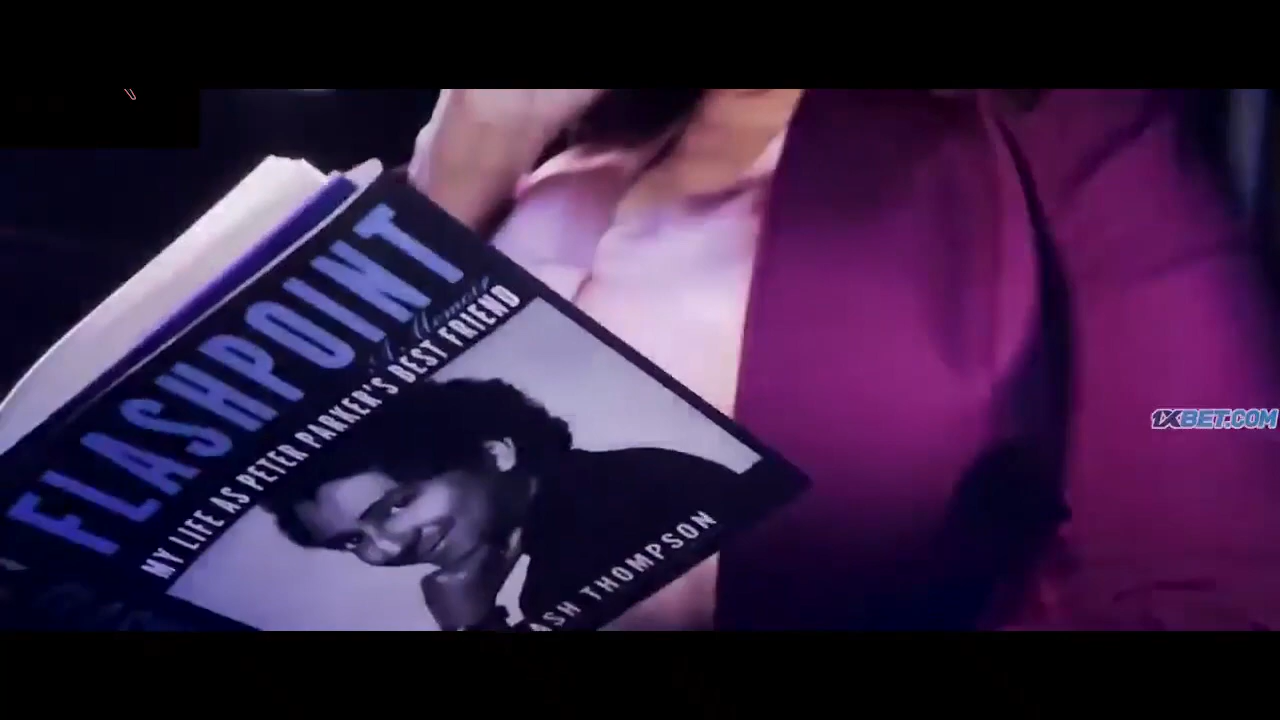 FLASHPOINT
A Memoir
MY LIFE AS PETER PARKER'S BEST FRIEND
ASH THOMPSON
1XBET.COM